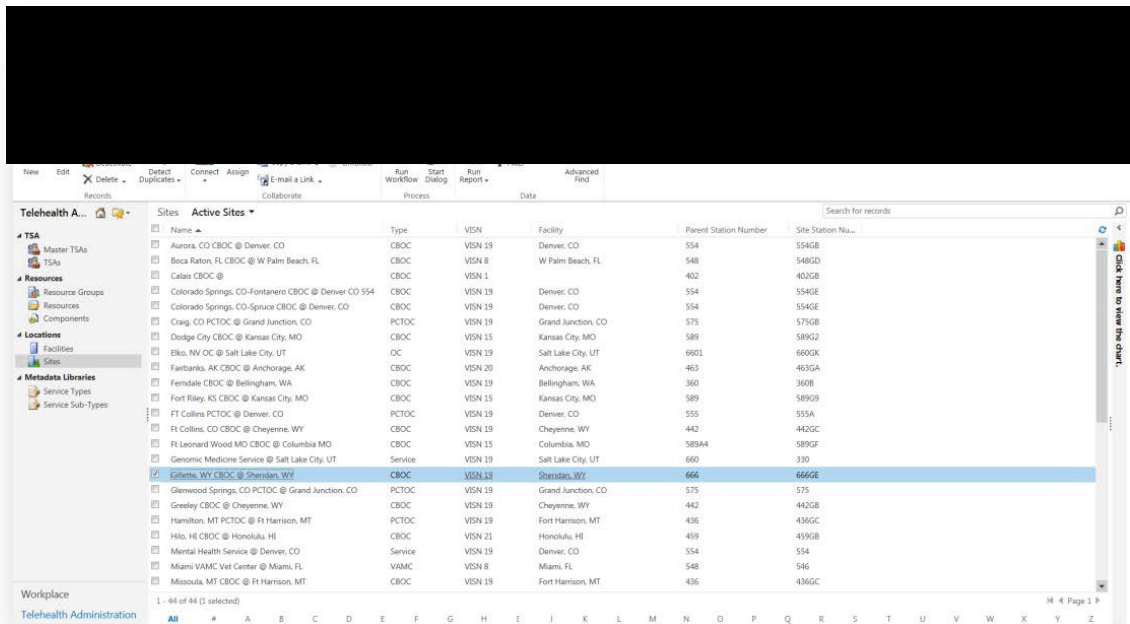 New Edit Delete Detect Duplicates Connect Assign E-mail a Link Run Workflow Start Dialog Run Report Advanced Find
Records Collaborate Process Data
Telehealth A... Sites Active Sites Search for records
Name Type VISN Facility Parent Station Number Site Station Nu...
TSA
Master TSAs
TSAs
Resources
Resource Groups
Resources
Components
Locations
Facilities
Sites
Metadata Libraries
Service Types
Service Sub-Types
Aurora, CO CBOC @ Denver, CO CBOC VISN 19 Denver, CO 554 554GB
Boca Raton, FL CBOC @ W Palm Beach, FL CBOC VISN 8 W Palm Beach, FL 548 548GD
Calais CBOC @ CBOC VISN 1 402 402GB
Colorado Springs, CO-Fontanero CBOC @ Denver CO 554 CBOC VISN 19 Denver, CO 554 554GE
Colorado Springs, CO-Spruce CBOC @ Denver, CO CBOC VISN 19 Denver, CO 554 554GE
Craig, CO PCTOC @ Grand Junction, CO PCTOC VISN 19 Grand Junction, CO 575 575GB
Dodge City CBOC @ Kansas City, MO CBOC VISN 15 Kansas City, MO 589 589G2
Elko, NV OC @ Salt Lake City, UT OC VISN 19 Salt Lake City, UT 6601 660GK
Fairbanks, AK CBOC @ Anchorage, AK CBOC VISN 20 Anchorage, AK 463 463GA
Ferndale CBOC @ Bellingham, WA CBOC VISN 19 Bellingham, WA 360 360B
Fort Riley, KS CBOC @ Kansas City, MO CBOC VISN 15 Kansas City, MO 589 589G9
FT Collins PCTOC @ Denver, CO PCTOC VISN 19 Denver, CO 555 555A
Ft Collins, CO CBOC @ Cheyenne, WY CBOC VISN 19 Cheyenne, WY 442 442GC
Ft Leonard Wood MO CBOC @ Columbia MO CBOC VISN 15 Columbia, MO 589A4 589GF
Genomic Medicine Service @ Salt Lake City, UT Service VISN 19 Salt Lake City, UT 660 330
Gillette, WY CBOC @ Sheridan, WY CBOC VISN 19 Sheridan, WY 666 666GE
Glenwood Springs, CO PCTOC @ Grand Junction, CO PCTOC VISN 19 Grand Junction, CO 575 575
Greeley CBOC @ Cheyenne, WY CBOC VISN 19 Cheyenne, WY 442 442GB
Hamilton, MT PCTOC @ Ft Harrison, MT PCTOC VISN 19 Fort Harrison, MT 436 436GC
Hilo, HI CBOC @ Honolulu, HI CBOC VISN 21 Honolulu, HI 459 459GB
Mental Health Service @ Denver, CO Service VISN 19 Denver, CO 554 554
Miami VAMC Vet Center @ Miami, FL VAMC VISN 8 Miami, FL 548 546
Missoula, MT CBOC @ Ft Harrison, MT CBOC VISN 19 Fort Harrison, MT 436 436GC
Click here to view the chart.
Workplace
Telehealth Administration
1 - 44 of 44 (1 selected) Page 1
All # A B C D E F G H I J K L M N O P Q R S T U V W X Y Z